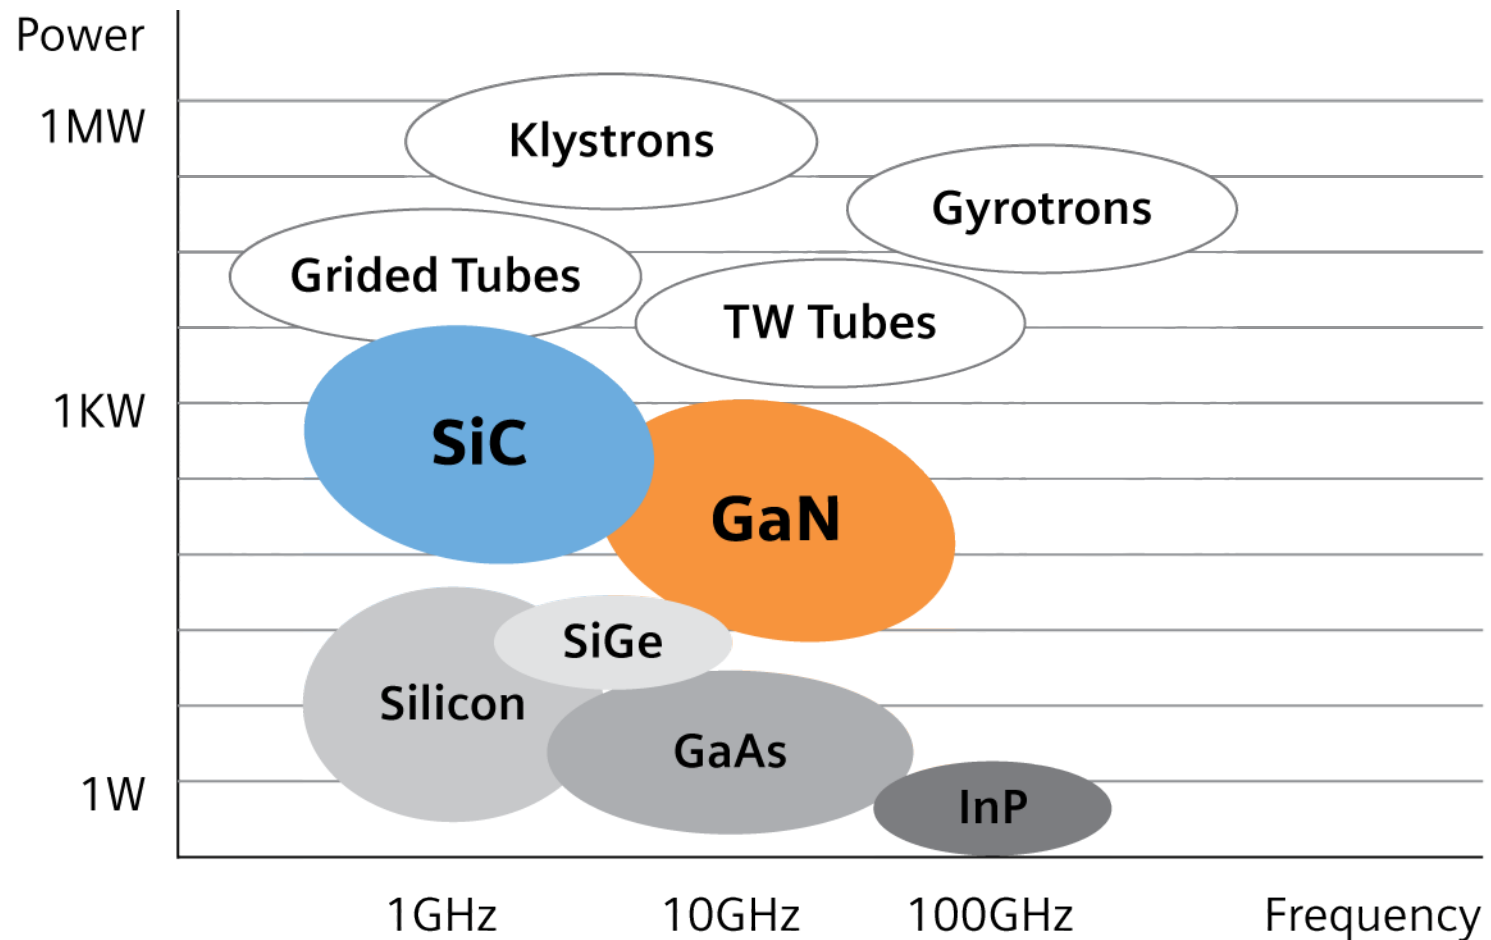 Power
1MW
Klystrons
Gyrotrons
Grided Tubes
TW Tubes
1KW
SiC
GaN
SiGe
Silicon
GaAs
1W
InP
1GHz
10GHz
100GHz
Frequency